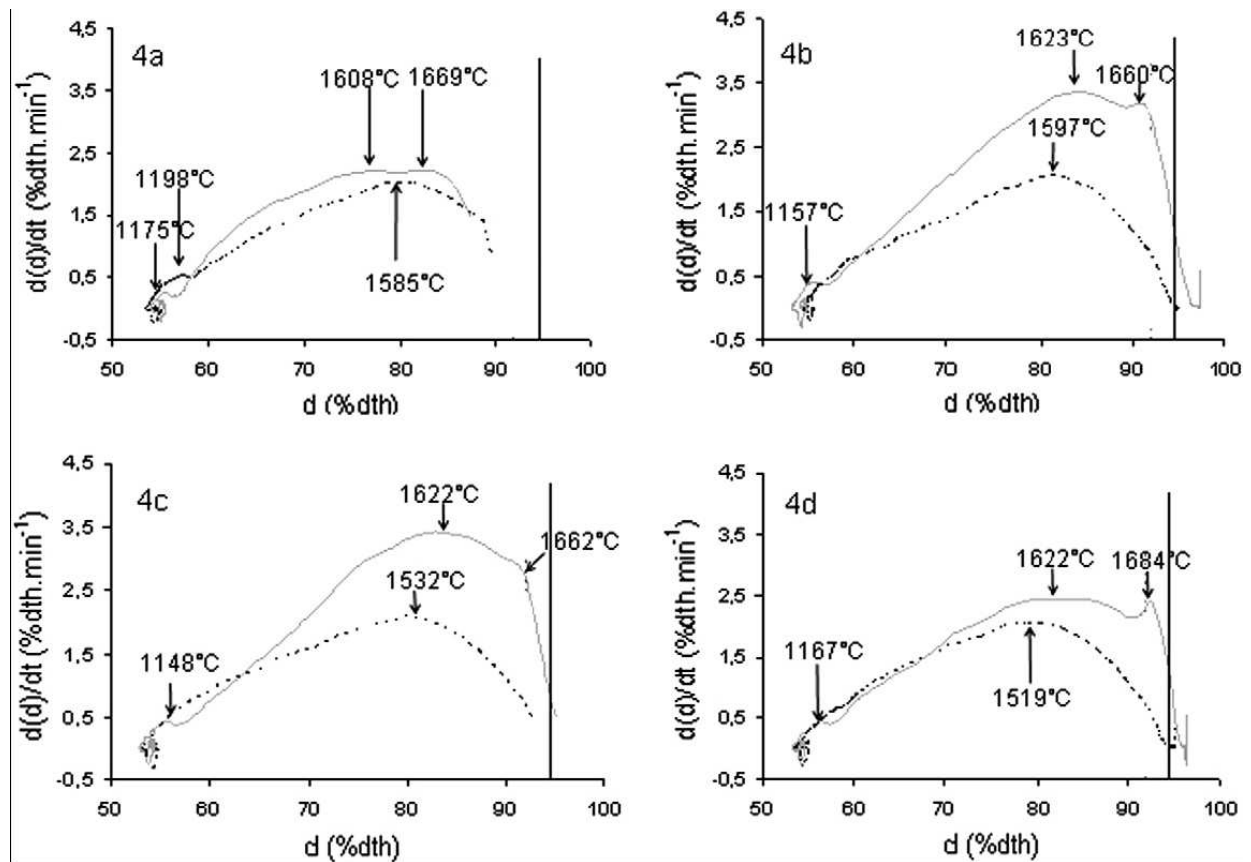 4a
d(d)/dt (%dth.min-1)
4,5
3,5
2,5
1,5
0,5
-0,5
1608°C
1669°C
1198°C
1175°C
1585°C
50 60 70 80 90 100
d (%dth)
4b
d(d)/dt (%dth.min-1)
4,5
3,5
2,5
1,5
0,5
-0,5
1623°C
1660°C
1597°C
1157°C
50 60 70 80 90 100
d (%dth)
4c
d(d)/dt (%dth.min-1)
4,5
3,5
2,5
1,5
0,5
-0,5
1622°C
1662°C
1532°C
1148°C
50 60 70 80 90 100
d (%dth)
4d
d(d)/dt (%dth.min-1)
4,5
3,5
2,5
1,5
0,5
-0,5
1622°C
1684°C
1167°C
1519°C
50 60 70 80 90 100
d (%dth)